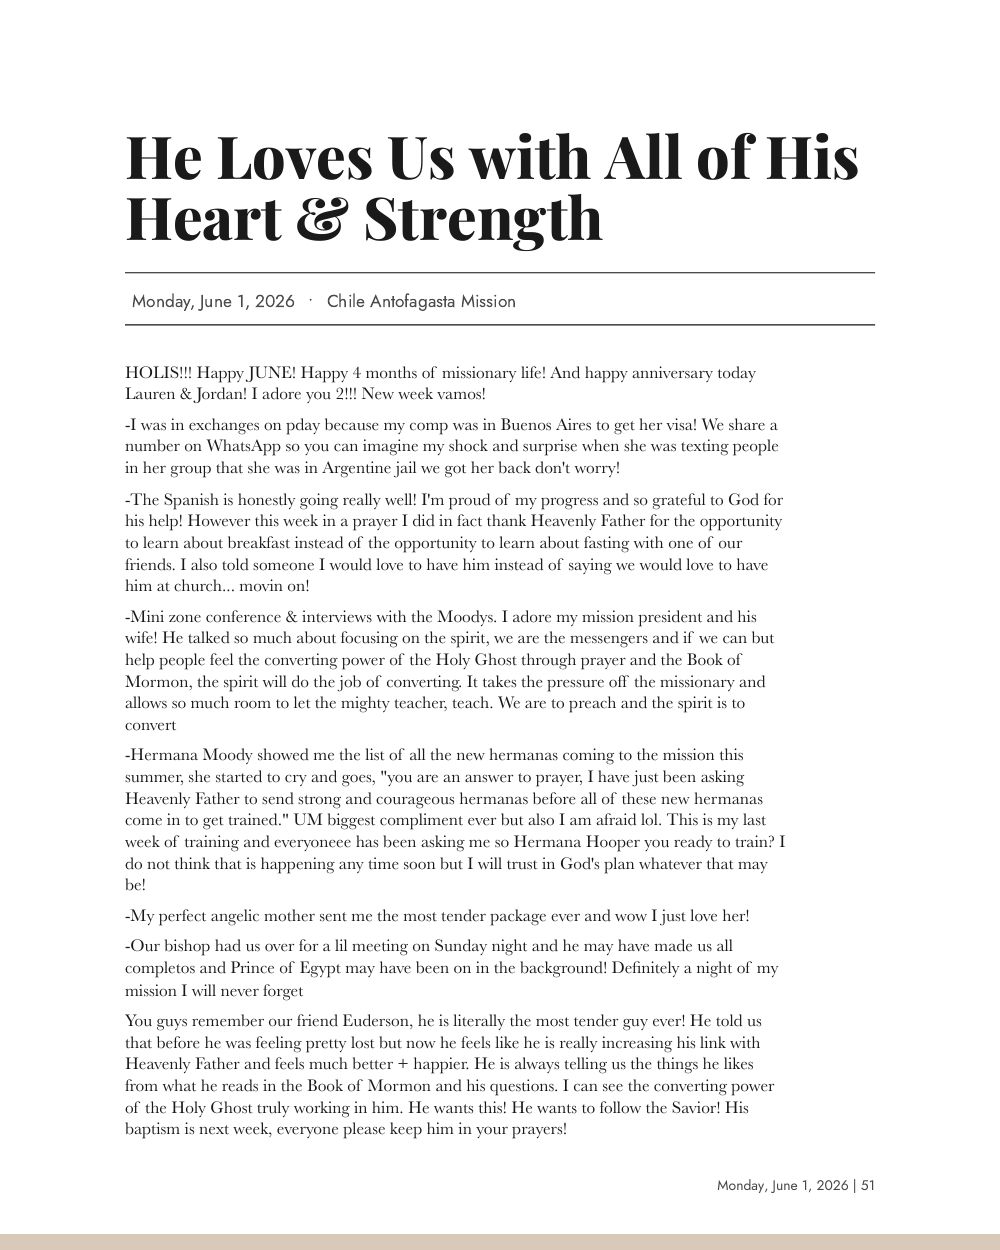 He Loves Us with All of His
Heart & Strength
Monday, June 1, 2026 · Chile Antofagasta Mission
HOLIS!!! Happy JUNE! Happy 4 months of missionary life! And happy anniversary today
Lauren & Jordan! I adore you 2!!! New week vamos!
-I was in exchanges on pday because my comp was in Buenos Aires to get her visa! We share a
number on WhatsApp so you can imagine my shock and surprise when she was texting people
in her group that she was in Argentine jail we got her back don't worry!
-The Spanish is honestly going really well! I'm proud of my progress and so grateful to God for
his help! However this week in a prayer I did in fact thank Heavenly Father for the opportunity
to learn about breakfast instead of the opportunity to learn about fasting with one of our
friends. I also told someone I would love to have him instead of saying we would love to have
him at church... movin on!
-Mini zone conference & interviews with the Moodys. I adore my mission president and his
wife! He talked so much about focusing on the spirit, we are the messengers and if we can but
help people feel the converting power of the Holy Ghost through prayer and the Book of
Mormon, the spirit will do the job of converting. It takes the pressure off the missionary and
allows so much room to let the mighty teacher, teach. We are to preach and the spirit is to
convert
-Hermana Moody showed me the list of all the new hermanas coming to the mission this
summer, she started to cry and goes, "you are an answer to prayer, I have just been asking
Heavenly Father to send strong and courageous hermanas before all of these new hermanas
come in to get trained." UM biggest compliment ever but also I am afraid lol. This is my last
week of training and everyoneee has been asking me so Hermana Hooper you ready to train? I
do not think that is happening any time soon but I will trust in God's plan whatever that may
be!
-My perfect angelic mother sent me the most tender package ever and wow I just love her!
-Our bishop had us over for a lil meeting on Sunday night and he may have made us all
completos and Prince of Egypt may have been on in the background! Definitely a night of my
mission I will never forget
You guys remember our friend Euderson, he is literally the most tender guy ever! He told us
that before he was feeling pretty lost but now he feels like he is really increasing his link with
Heavenly Father and feels much better + happier. He is always telling us the things he likes
from what he reads in the Book of Mormon and his questions. I can see the converting power
of the Holy Ghost truly working in him. He wants this! He wants to follow the Savior! His
baptism is next week, everyone please keep him in your prayers!
Monday, June 1, 2026 | 51